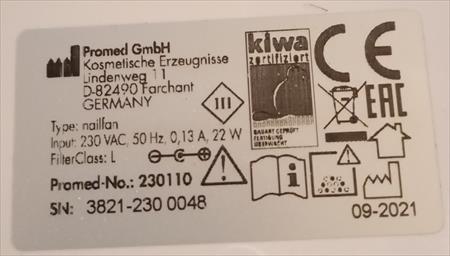 Promed GmbH
Kosmetische Erzeugnisse
Lindenweg 11
D-82490 Farchant
GERMANY
kiwa
zertifiziert
BAUART GEPRÜFT
FERTIGUNG
ÜBERWACHT
CE
EAC
III
Type: nailfan
Input: 230 VAC, 50 Hz, 0,13 A, 22 W
FilterClass: L
Promed-No.: 230110
SN: 3821-230 0048
09-2021